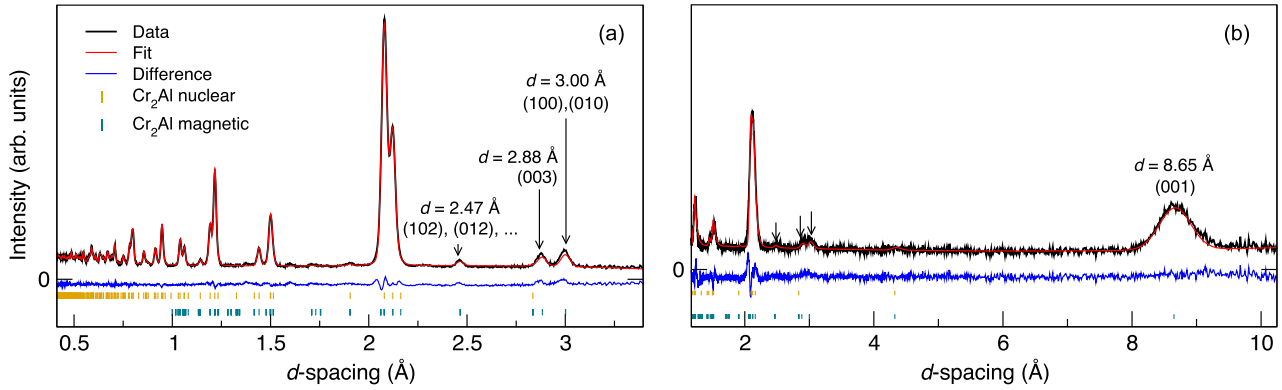 Data
Fit
Difference
Cr2Al nuclear
Cr2Al magnetic
(a)
d = 3.00 Å
(100),(010)
d = 2.88 Å
(003)
d = 2.47 Å
(102), (012), ...
Intensity (arb. units)
0
0.5
1
1.5
2
2.5
3
d-spacing (Å)
(b)
d = 8.65 Å
(001)
0
2
4
6
8
10
d-spacing (Å)